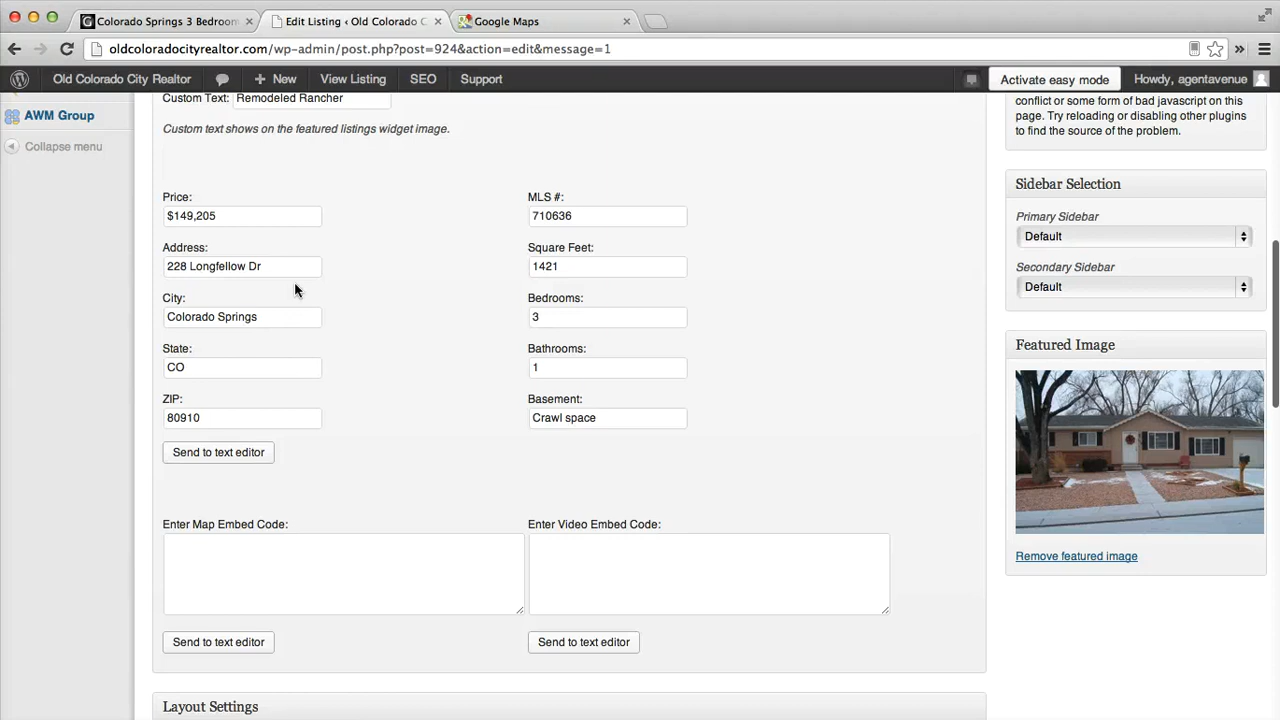 Colorado Springs 3 Bedroom
Edit Listing ‹ Old Colorado C
Google Maps
oldcoloradocityrealtor.com/wp-admin/post.php?post=924&action=edit&message=1
Old Colorado City Realtor
+ New
View Listing
SEO
Support
Activate easy mode
Howdy, agentavenue
AWM Group
Collapse menu
Custom Text: Remodeled Rancher
Custom text shows on the featured listings widget image.
Price:
$149,205
Address:
228 Longfellow Dr
City:
Colorado Springs
State:
CO
ZIP:
80910
Send to text editor
MLS #:
710636
Square Feet:
1421
Bedrooms:
3
Bathrooms:
1
Basement:
Crawl space
Enter Map Embed Code:
Send to text editor
Enter Video Embed Code:
Send to text editor
Layout Settings
conflict or some form of bad javascript on this
page. Try reloading or disabling other plugins
to find the source of the problem.
Sidebar Selection
Primary Sidebar
Default
Secondary Sidebar
Default
Featured Image
Remove featured image